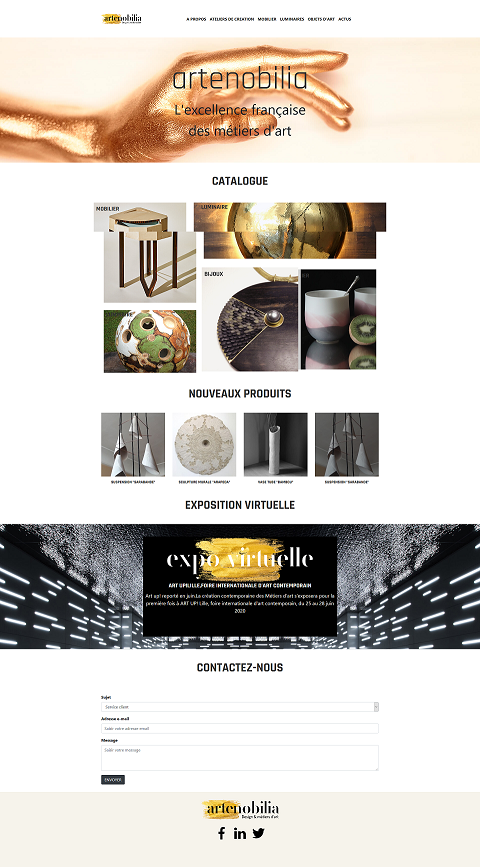 artenobilia
A PROPOS ATELIERS DE CREATION MOBILIER LUMINAIRES OBJETS D'ART ACTUS
artenobilia
L'excellence française
des métiers d'art
CATALOGUE
MOBILIER
LUMINAIRE
BIJOUX
NOUVEAUX PRODUITS
SUSPENSION "SARABANDE"
SCULPTURE MURALE
VASE TUBE "BAMBOU"
SUSPENSION "SARABANDE"
EXPOSITION VIRTUELLE
expo virtuelle
ART UP!LILLE,FOIRE INTERNATIONALE D'ART CONTEMPORAIN
Art up! reporté en juin.La création contemporaine des Métiers d'art s'exposera pour la
première fois à ART UP! Lille, foire internationale d'art contemporain, du 25 au 28 juin
2020
CONTACTEZ-NOUS
Sujet
Service client
Adresse e-mail
Saisir votre adresse email
Message
Saisir votre message
ENVOYER
artenobilia
Design & métiers d'art